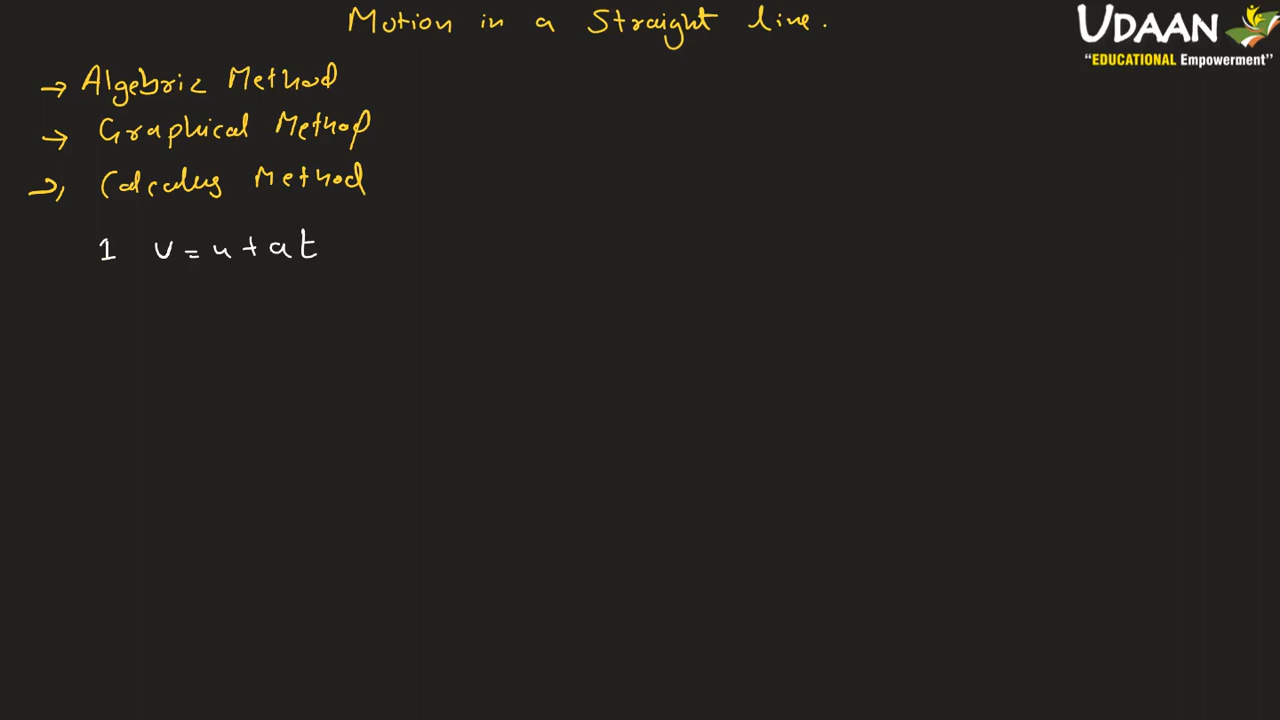 Motion in a Straight line.
UDAAN
"EDUCATIONAL Empowerment"
→ Algebric Method
→ Graphical Method
→, Calculus Method
1 v = u + at